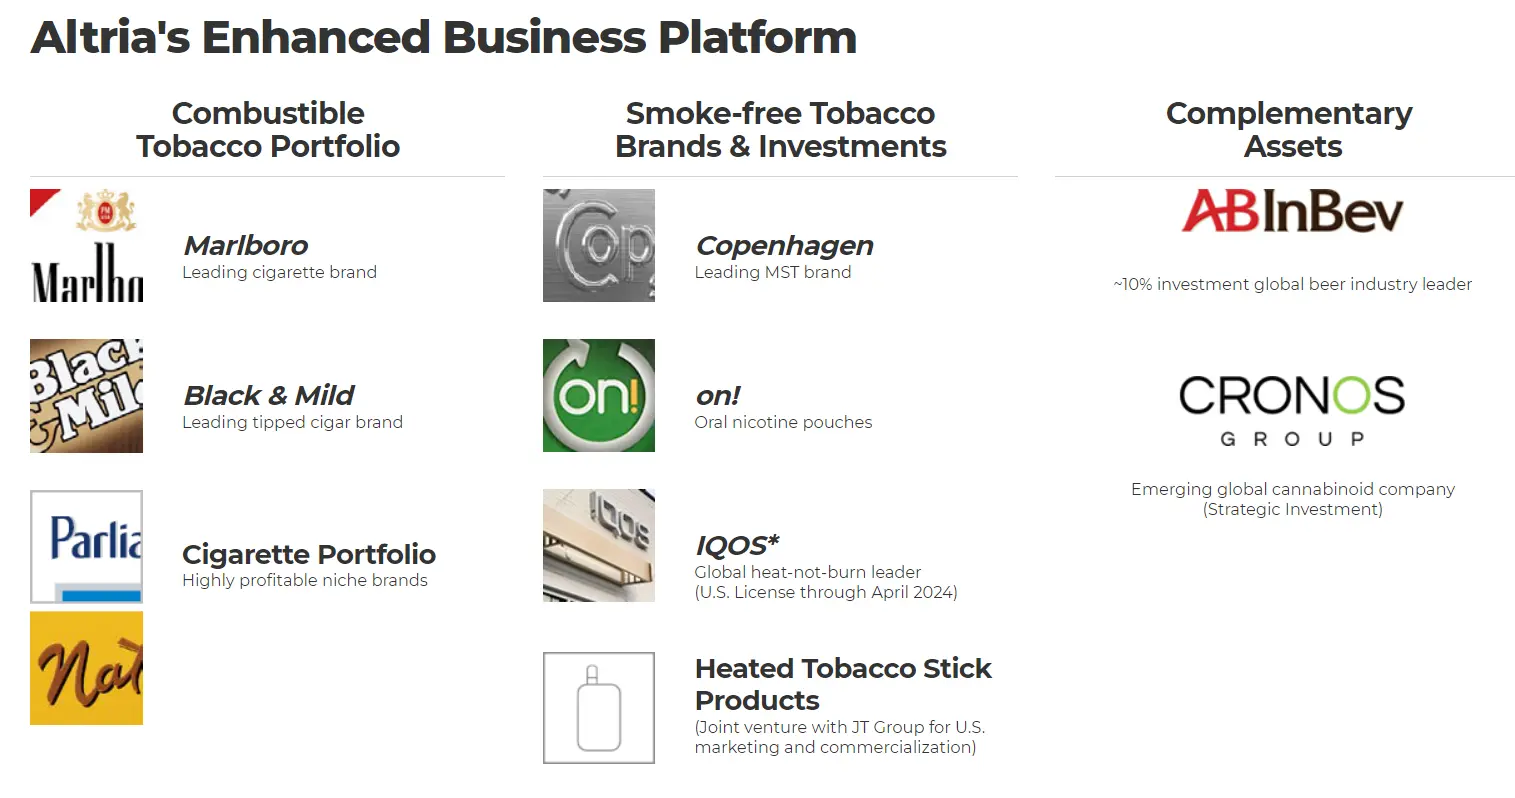 Altria's Enhanced Business Platform
Combustible
Tobacco Portfolio
PM
Marlbo
Marlboro
Leading cigarette brand
Black
& Mild
Black & Mild
Leading tipped cigar brand
Parlia
Cigarette Portfolio
Highly profitable niche brands
Nat
Smoke-free Tobacco
Brands & Investments
Cop
Copenhagen
Leading MST brand
on!
on!
Oral nicotine pouches
IQOS
IQOS*
Global heat-not-burn leader
(U.S. License through April 2024)
Heated Tobacco Stick
Products
(Joint venture with JT Group for U.S.
marketing and commercialization)
Complementary
Assets
ABInBev
~10% investment global beer industry leader
CRONOS
GROUP
Emerging global cannabinoid company
(Strategic Investment)